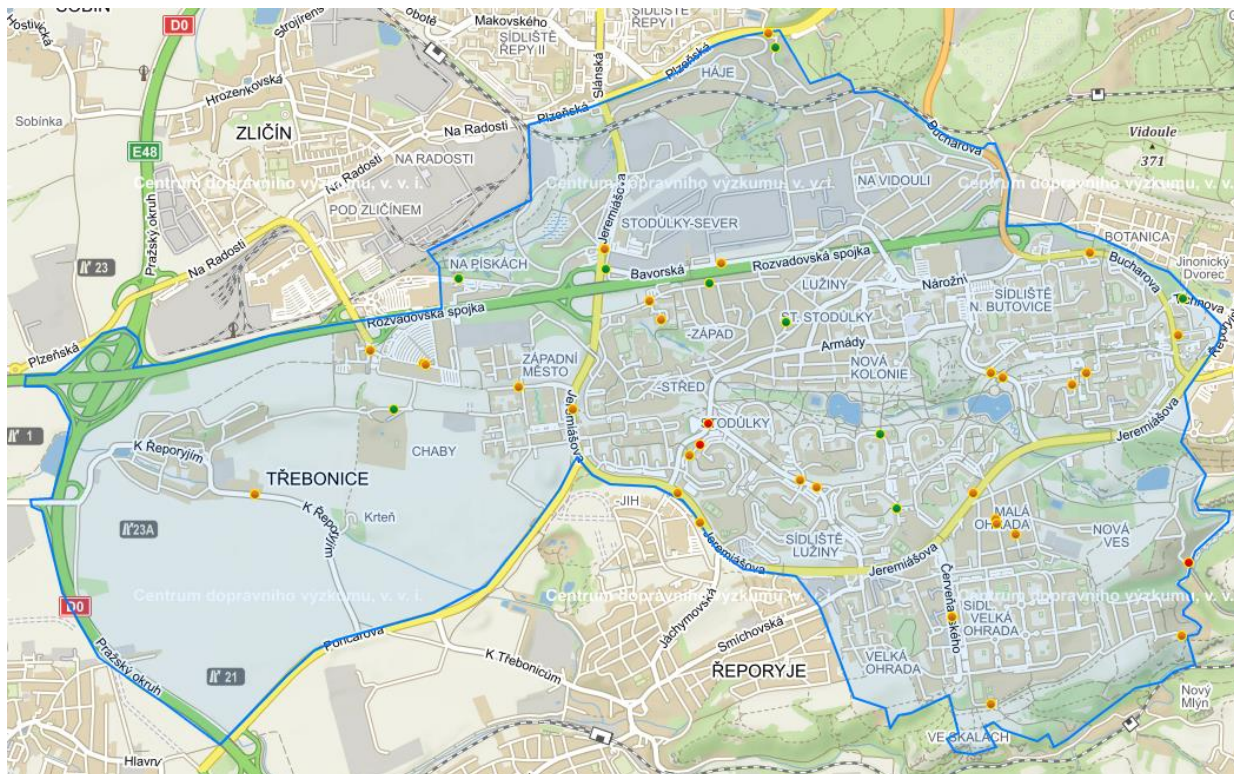 SOBÍN
Hostivická
D0
Strojírens
obotě
Makovského
SÍDLIŠTĚ
ŘEPY II
SÍDLIŠTĚ
ŘEPY I
Slánská
Plzeňská
HÁJE
Hrozenkovská
Sobínka
ZLIČÍN
Na Radosti
Plzeňská
E48
NA RADOSTI
Na Radosti
Bucharova
Vidoule
371
Centrum dopravního výzkumu, v. v. i.
Centrum dopravního výzkumu, v. v. i.
Centrum dopravního výzkumu, v. v.
NA VIDOULI
Pražský okruh
POD ZLIČÍNEM
Jeremiášova
STODŮLKY-SEVER
BOTANICA
23
Na Radosti
NA PÍSKÁCH
Bavorská
Rozvadovská spojka
Bucharova
Jinonický
Dvorec
LUŽINY
Nárožní
SÍDLIŠTĚ
N. BUTOVICE
Rozvadovská spojka
ST. STODŮLKY
-ZÁPAD
Armády
Řeporyjs
Plzeňská
ZÁPADNÍ
MĚSTO
NOVÁ
KOLONIE
-STŘED
Jeremiášova
Jeremiášova
1
K Řeporyjím
CHABY
STODŮLKY
TŘEBONICE
K Řeporyjím
Krteň
-JIH
MALÁ
OHRADA
NOVÁ
VES
23A
Jeremiášova
SÍDLIŠTĚ
LUŽINY
Jeremiášova
Červeňanského
D0
Centrum dopravního výzkumu, v. v. i.
Centrum dopravního výzkumu, v. v. i.
Centrum dopravního výzkumu, v. v.
SÍDL.
VELKÁ
OHRADA
Pražský okruh
Poncarova
Jáchymovská
Smíchovská
K Třebonicům
VELKÁ
OHRADA
21
ŘEPORYJE
Nový
Mlýn
VE SKALÁCH
Hlavní